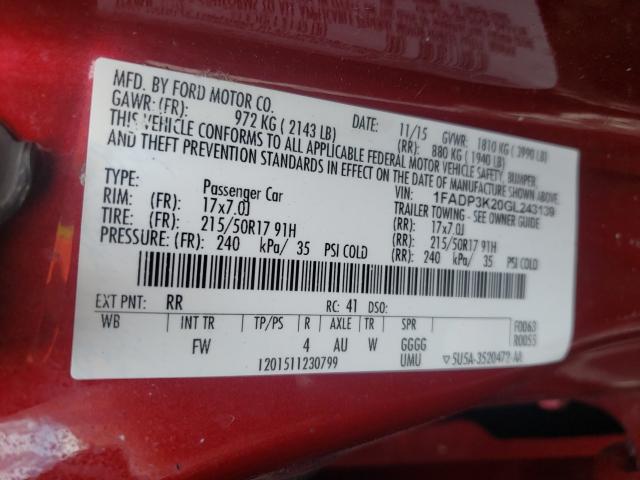 MFD. BY FORD MOTOR CO.
DATE: 11/15 GVWR: 1810 KG ( 3990 LB)
GAWR: (FR): 972 KG ( 2143 LB) (RR): 880 KG ( 1940 LB)
THIS VEHICLE CONFORMS TO ALL APPLICABLE FEDERAL MOTOR VEHICLE SAFETY, BUMPER,
AND THEFT PREVENTION STANDARDS IN EFFECT ON THE DATE OF MANUFACTURE SHOWN ABOVE.
VIN: 1FADP3K20GL243139
TYPE: Passenger Car TRAILER TOWING - SEE OWNER GUIDE
RIM: (FR): 17x7.0J (RR): 17x7.0J
TIRE: (FR): 215/50R17 91H (RR): 215/50R17 91H
PRESSURE: (FR): 240 kPa/ 35 PSI COLD (RR): 240 kPa/ 35 PSI COLD
EXT PNT: RR RC: 41 DSO:
WB INT TR TP/PS R AXLE TR SPR F0063
FW 4 AU W GGGG R0055
UMU
I201511230799 ▽5U5A-3520472-AA